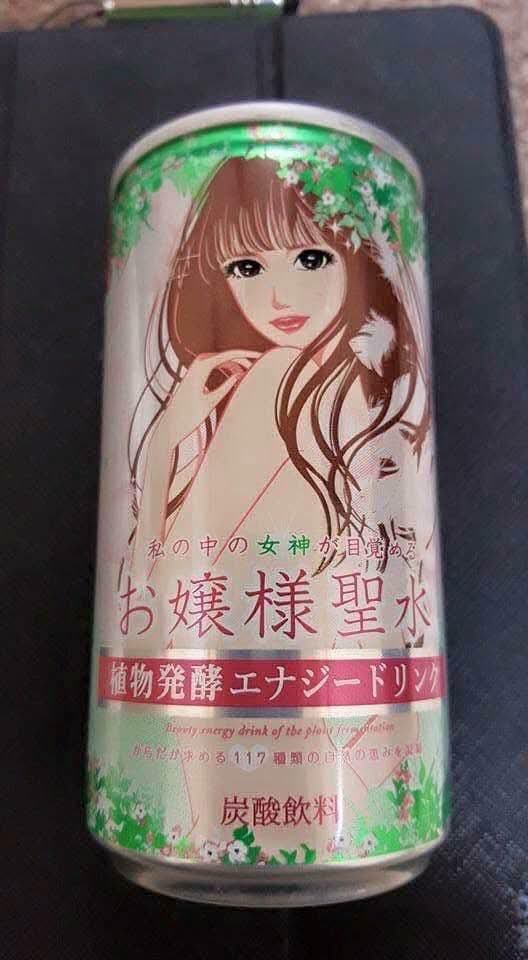 私の中の女神が目覚める
お嬢様聖水
植物発酵エナジードリンク
Beauty energy drink of the plant fermentation
からだが求める117種類の自然の恵みを凝縮
炭酸飲料